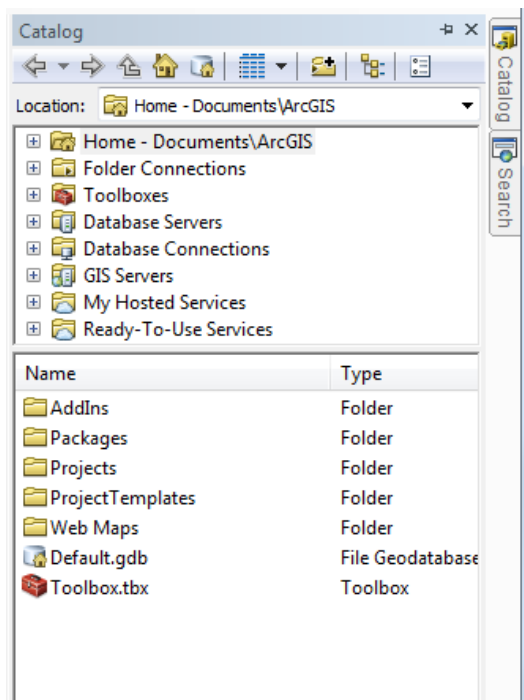 Catalog
Location: Home - Documents\ArcGIS
Home - Documents\ArcGIS
Folder Connections
Toolboxes
Database Servers
Database Connections
GIS Servers
My Hosted Services
Ready-To-Use Services
Name Type
AddIns Folder
Packages Folder
Projects Folder
ProjectTemplates Folder
Web Maps Folder
Default.gdb File Geodatabase
Toolbox.tbx Toolbox
Catalog
Search